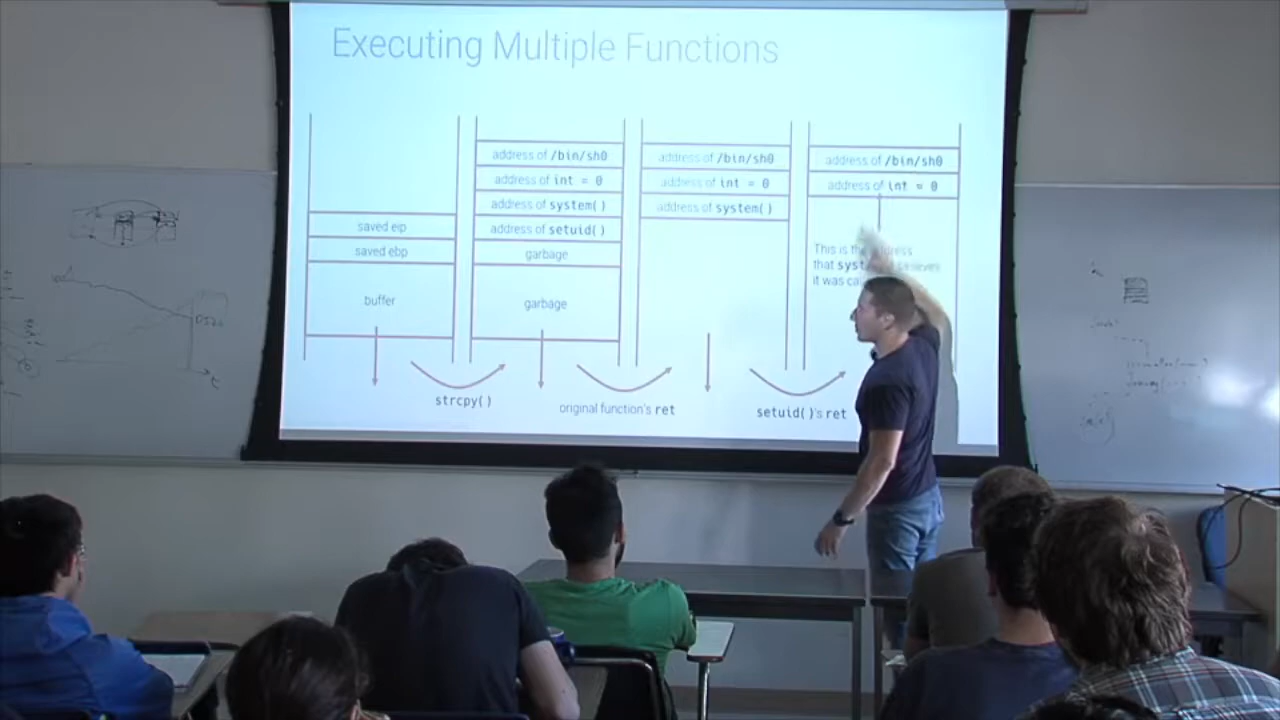 Executing Multiple Functions
saved eip
saved ebp
buffer
strcpy()
address of /bin/sh0
address of int = 0
address of system()
address of setuid()
garbage
garbage
original function's ret
address of /bin/sh0
address of int = 0
address of system()
setuid()'s ret
address of /bin/sh0
address of int = 0
This is the address
that
it was